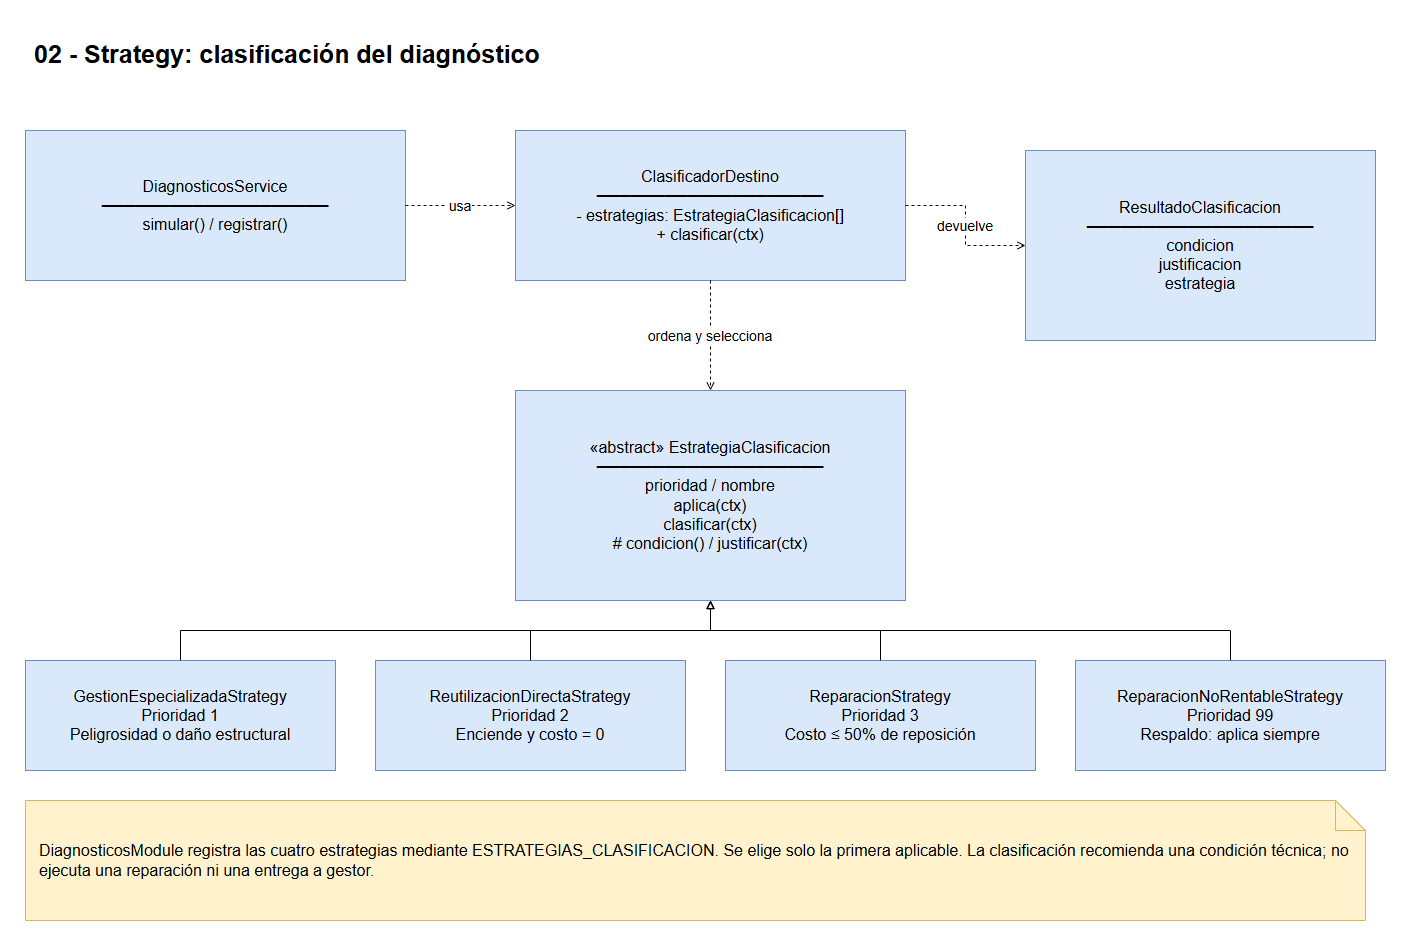 02 - Strategy: clasificación del diagnóstico
DiagnosticosService
simular() / registrar()
usa
ClasificadorDestino
- estrategias: EstrategiaClasificacion[]
+ clasificar(ctx)
devuelve
ResultadoClasificacion
condicion
justificacion
estrategia
ordena y selecciona
«abstract» EstrategiaClasificacion
prioridad / nombre
aplica(ctx)
clasificar(ctx)
# condicion() / justificar(ctx)
GestionEspecializadaStrategy
Prioridad 1
Peligrosidad o daño estructural
ReutilizacionDirectaStrategy
Prioridad 2
Enciende y costo = 0
ReparacionStrategy
Prioridad 3
Costo ≤ 50% de reposición
ReparacionNoRentableStrategy
Prioridad 99
Respaldo: aplica siempre
DiagnosticosModule registra las cuatro estrategias mediante ESTRATEGIAS_CLASIFICACION. Se elige solo la primera aplicable. La clasificación recomienda una condición técnica; no
ejecuta una reparación ni una entrega a gestor.